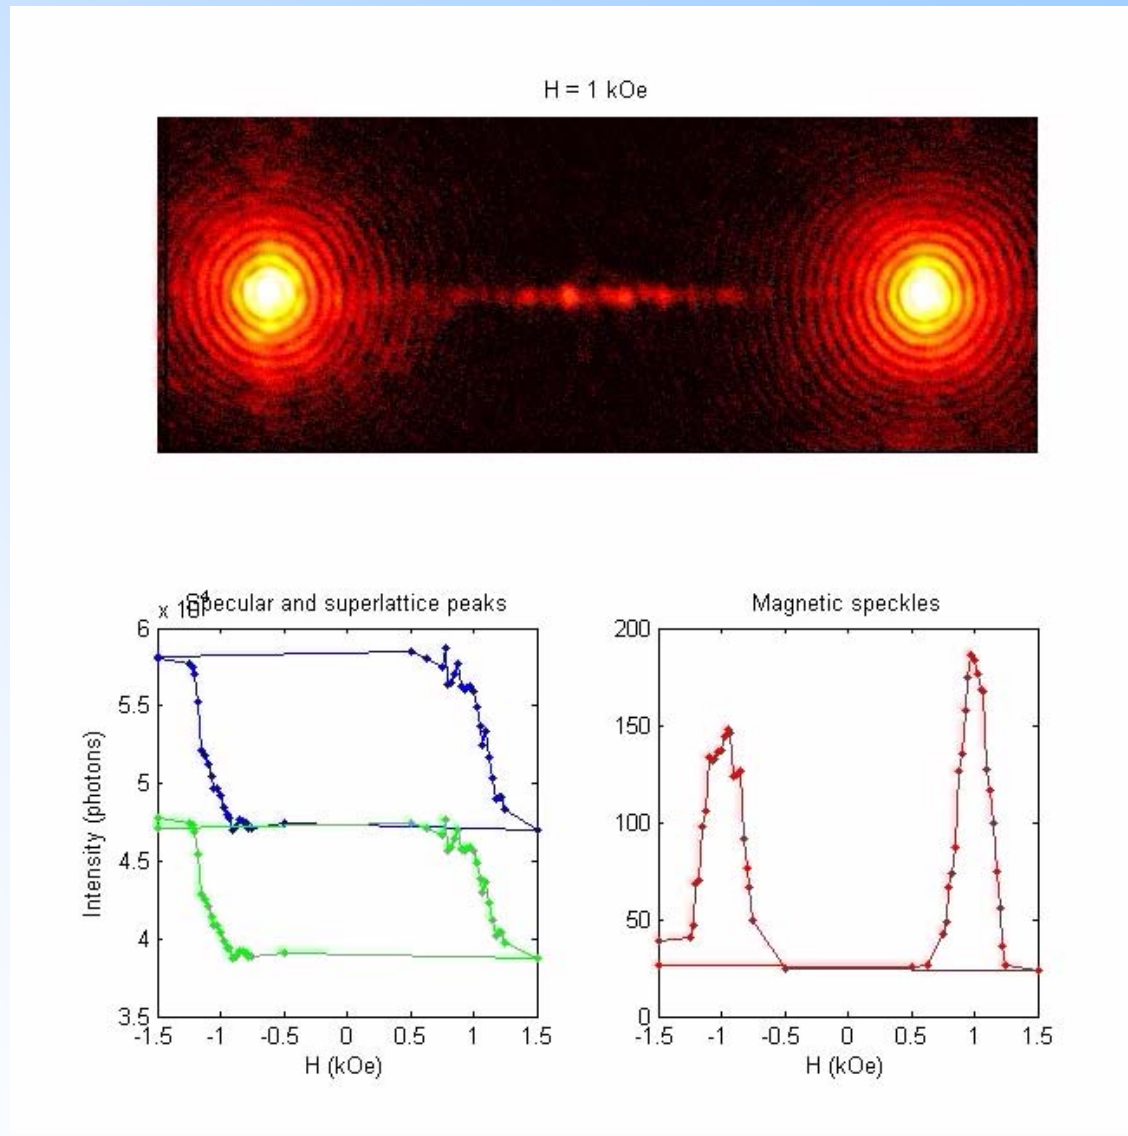 H = 1 kOe
x 10^4
Specular and superlattice peaks
6
5.5
5
4.5
4
3.5
Intensity (photons)
-1.5 -1 -0.5 0 0.5 1 1.5
H (kOe)
Magnetic speckles
200
150
100
50
0
-1.5 -1 -0.5 0 0.5 1 1.5
H (kOe)